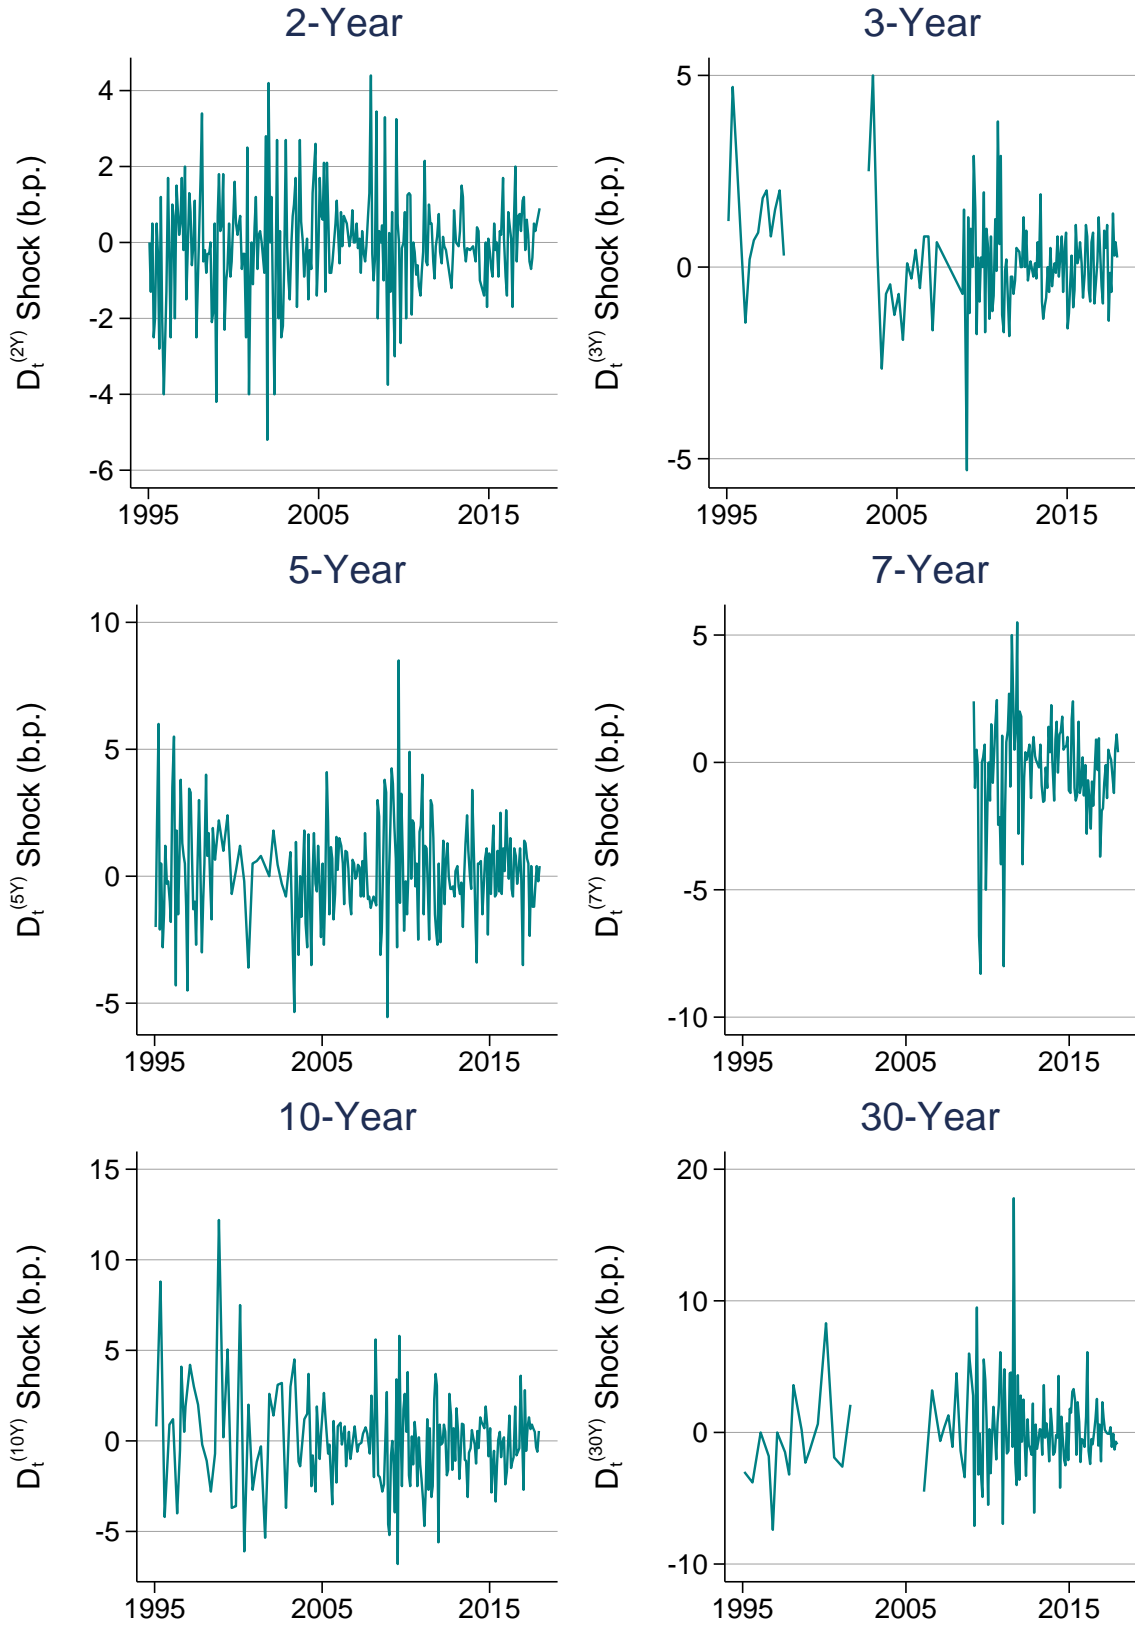 2-Year
D_t^(2Y) Shock (b.p.)
4
2
0
-2
-4
-6
1995 2005 2015
3-Year
D_t^(3Y) Shock (b.p.)
5
0
-5
1995 2005 2015
5-Year
D_t^(5Y) Shock (b.p.)
10
5
0
-5
1995 2005 2015
7-Year
D_t^(7Y) Shock (b.p.)
5
0
-5
-10
1995 2005 2015
10-Year
D_t^(10Y) Shock (b.p.)
15
10
5
0
-5
1995 2005 2015
30-Year
D_t^(30Y) Shock (b.p.)
20
10
0
-10
1995 2005 2015